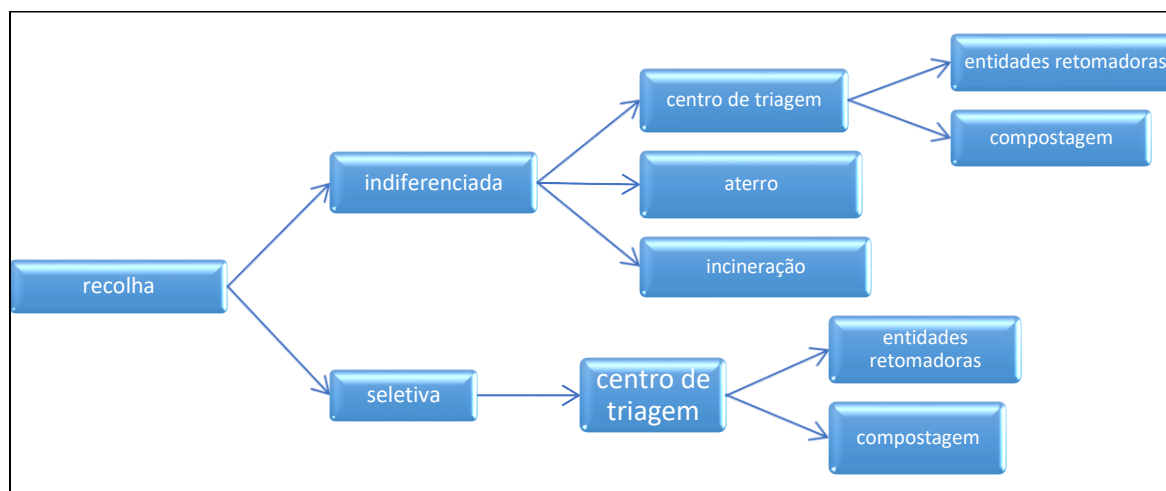 entidades retomadoras
centro de triagem
compostagem
indiferenciada
aterro
incineração
recolha
entidades
retomadoras
seletiva
centro de
triagem
compostagem